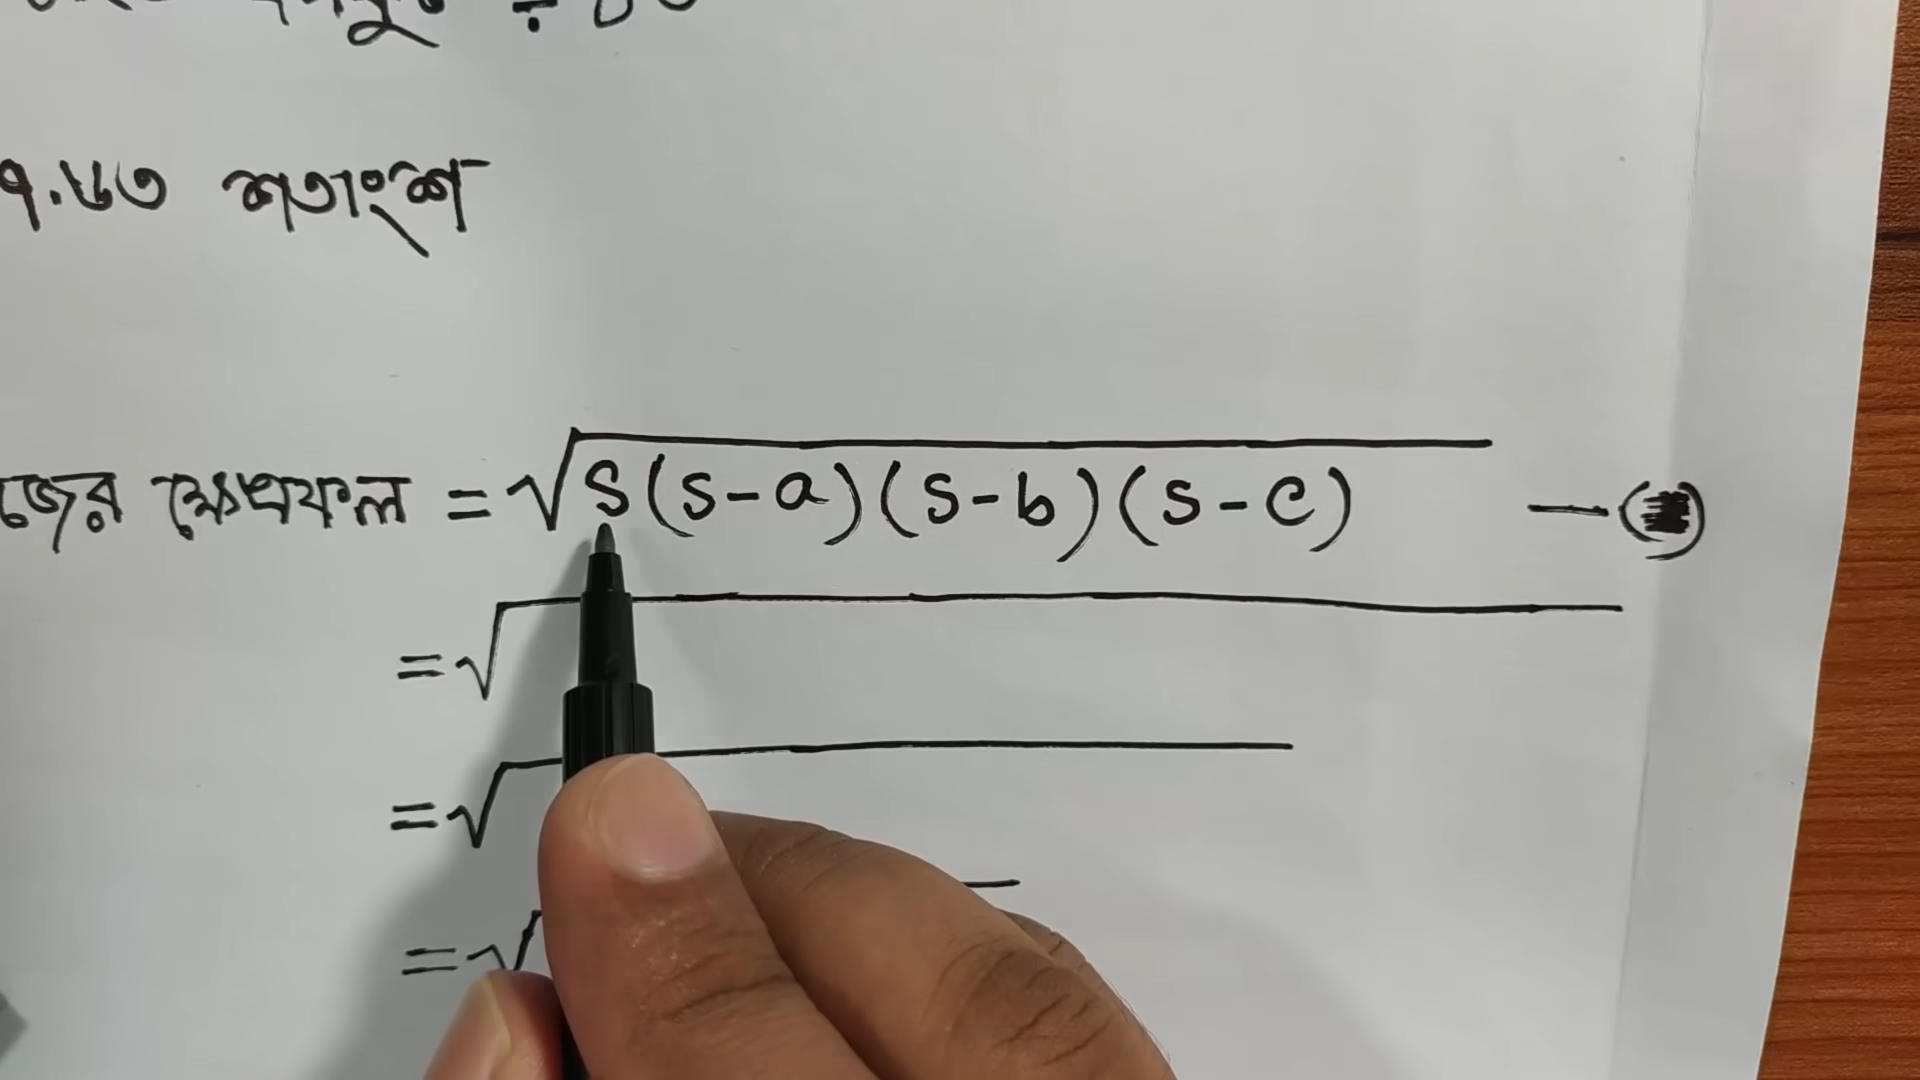 ৭.৬৩ শতাংশ
জের ক্ষেত্রফল = √s(s-a)(s-b)(s-c) —( )
= √
= √
= √